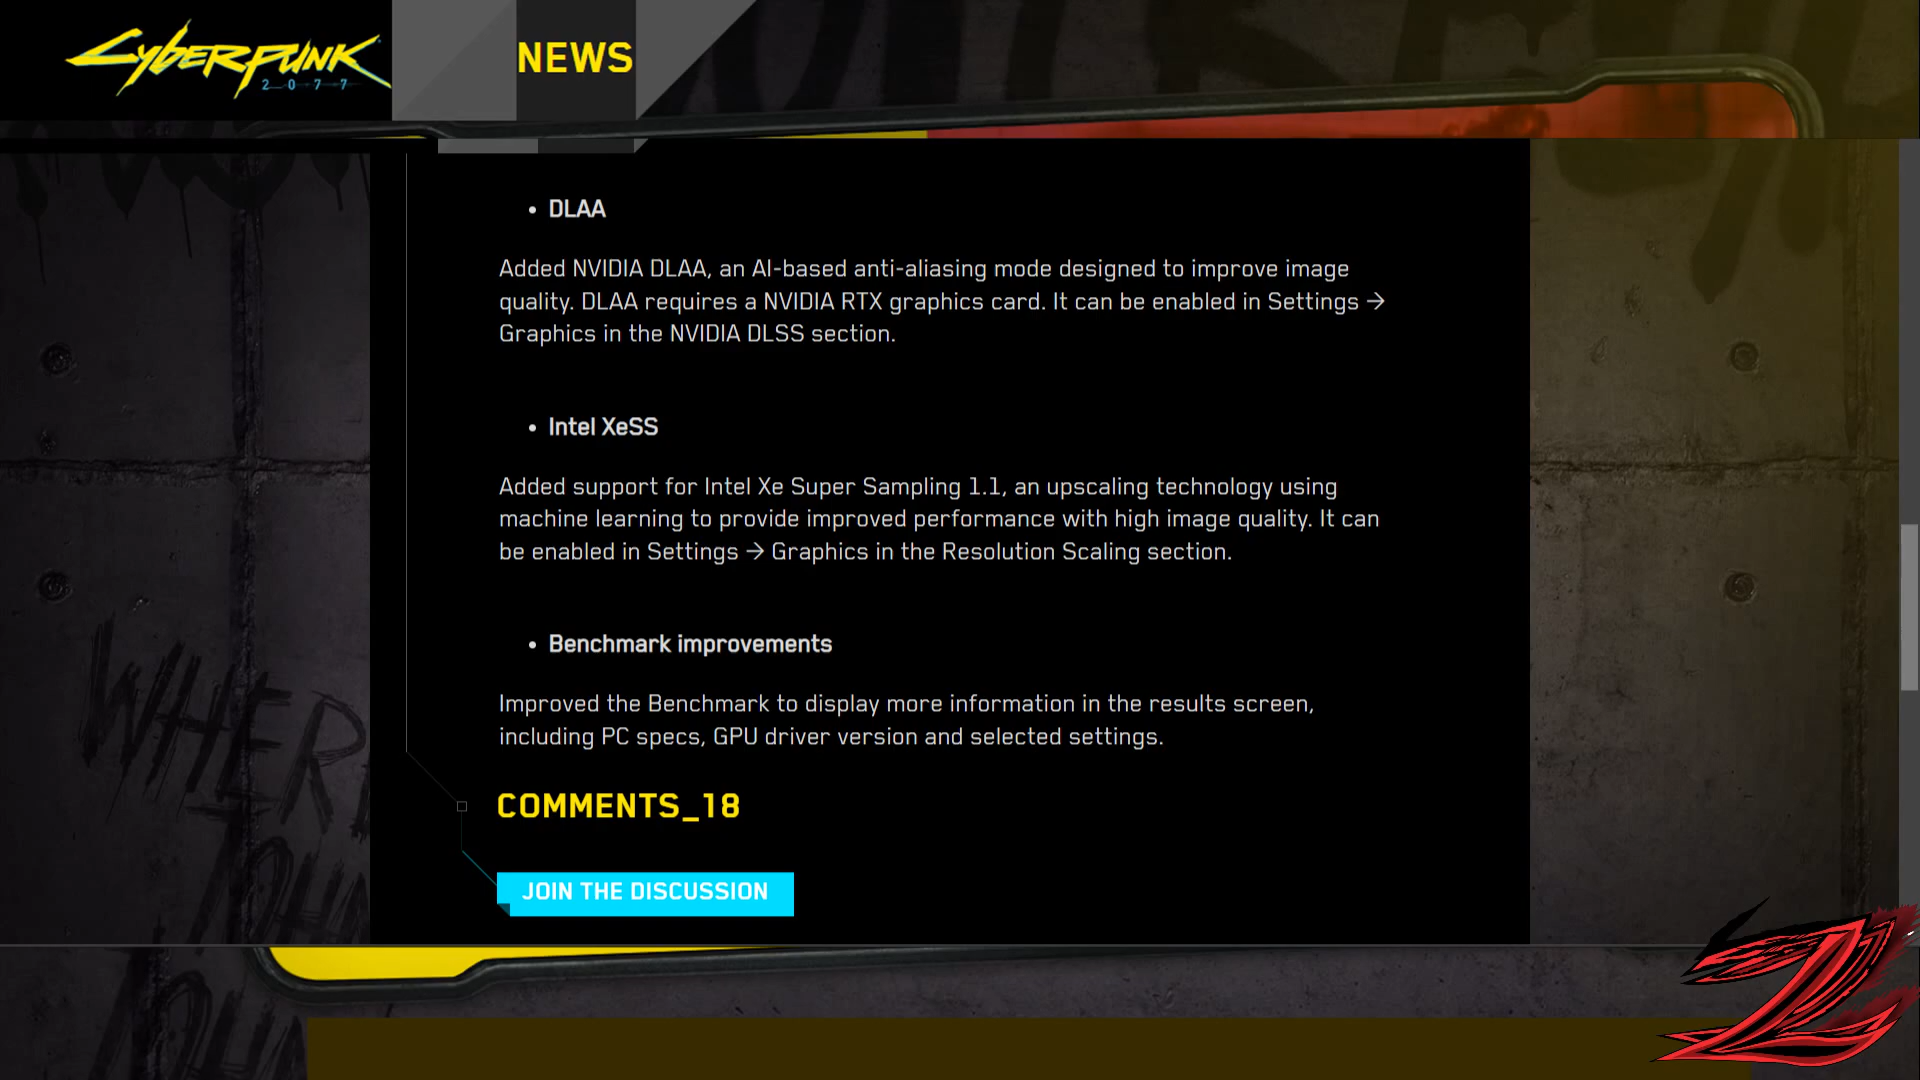 Cyberpunk
2077
NEWS
• DLAA
Added NVIDIA DLAA, an AI-based anti-aliasing mode designed to improve image
quality. DLAA requires a NVIDIA RTX graphics card. It can be enabled in Settings →
Graphics in the NVIDIA DLSS section.
• Intel XeSS
Added support for Intel Xe Super Sampling 1.1, an upscaling technology using
machine learning to provide improved performance with high image quality. It can
be enabled in Settings → Graphics in the Resolution Scaling section.
• Benchmark improvements
Improved the Benchmark to display more information in the results screen,
including PC specs, GPU driver version and selected settings.
WHER
COMMENTS_18
JOIN THE DISCUSSION
Z